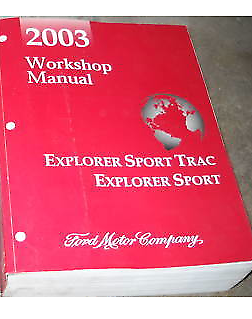 2003
Workshop
Manual
EXPLORER SPORT TRAC
EXPLORER SPORT
Ford Motor Company